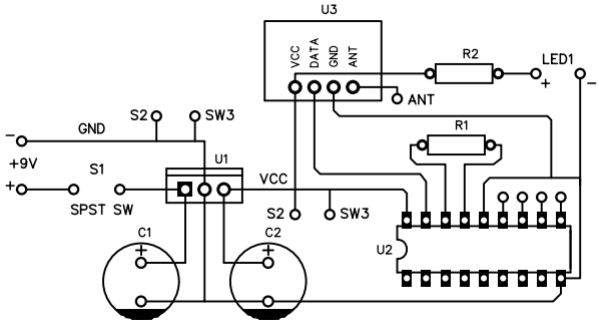 U3
VCC DATA GND ANT
R2
LED1
+ -
ANT
S2 SW3
- GND
R1
+9V
U1
S1
VCC
+
SPST SW
S2 SW3
C1 C2
+ +
U2